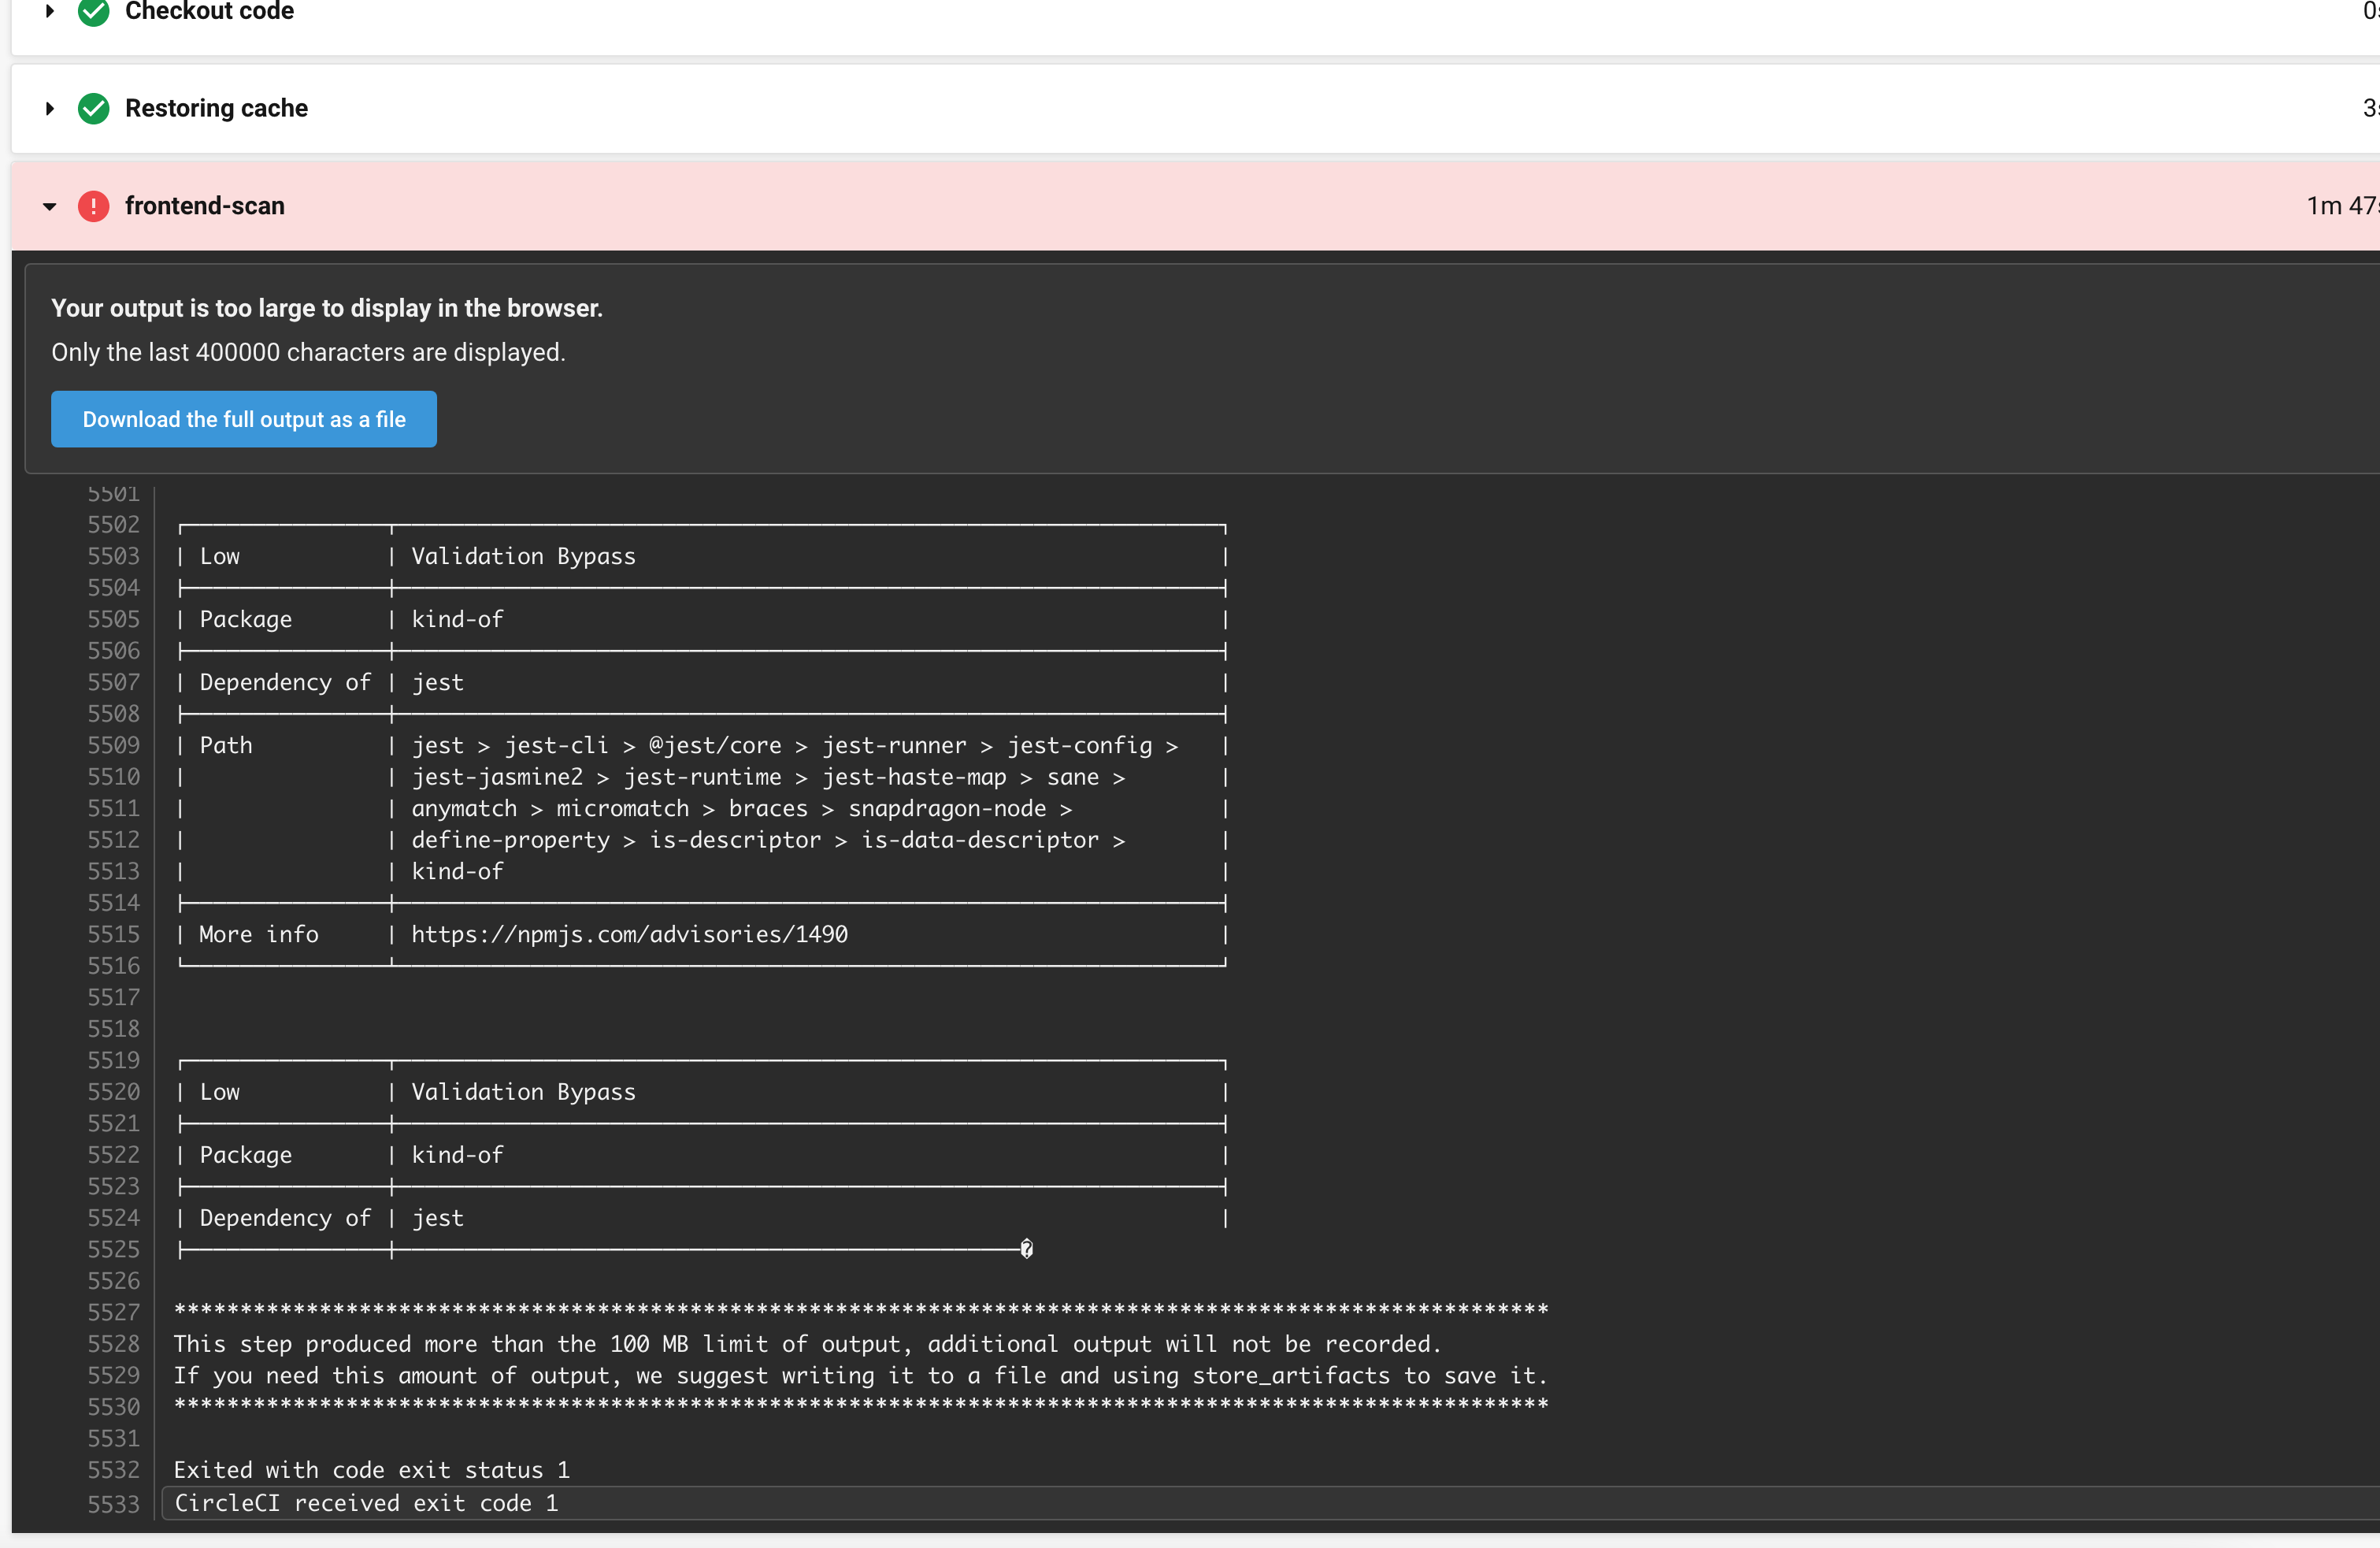 Checkout code 0s
Restoring cache 3s
frontend-scan 1m 47s
Your output is too large to display in the browser.
Only the last 400000 characters are displayed.
Download the full output as a file
5501
5502
5503 | Low | Validation Bypass |
5504
5505 | Package | kind-of |
5506
5507 | Dependency of | jest |
5508
5509 | Path | jest > jest-cli > @jest/core > jest-runner > jest-config > |
5510 | | jest-jasmine2 > jest-runtime > jest-haste-map > sane > |
5511 | | anymatch > micromatch > braces > snapdragon-node > |
5512 | | define-property > is-descriptor > is-data-descriptor > |
5513 | | kind-of |
5514
5515 | More info | https://npmjs.com/advisories/1490 |
5516
5517
5518
5519
5520 | Low | Validation Bypass |
5521
5522 | Package | kind-of |
5523
5524 | Dependency of | jest |
5525 �
5526
5527 ********************************************************************************************************
5528 This step produced more than the 100 MB limit of output, additional output will not be recorded.
5529 If you need this amount of output, we suggest writing it to a file and using store_artifacts to save it.
5530 ********************************************************************************************************
5531
5532 Exited with code exit status 1
5533 CircleCI received exit code 1